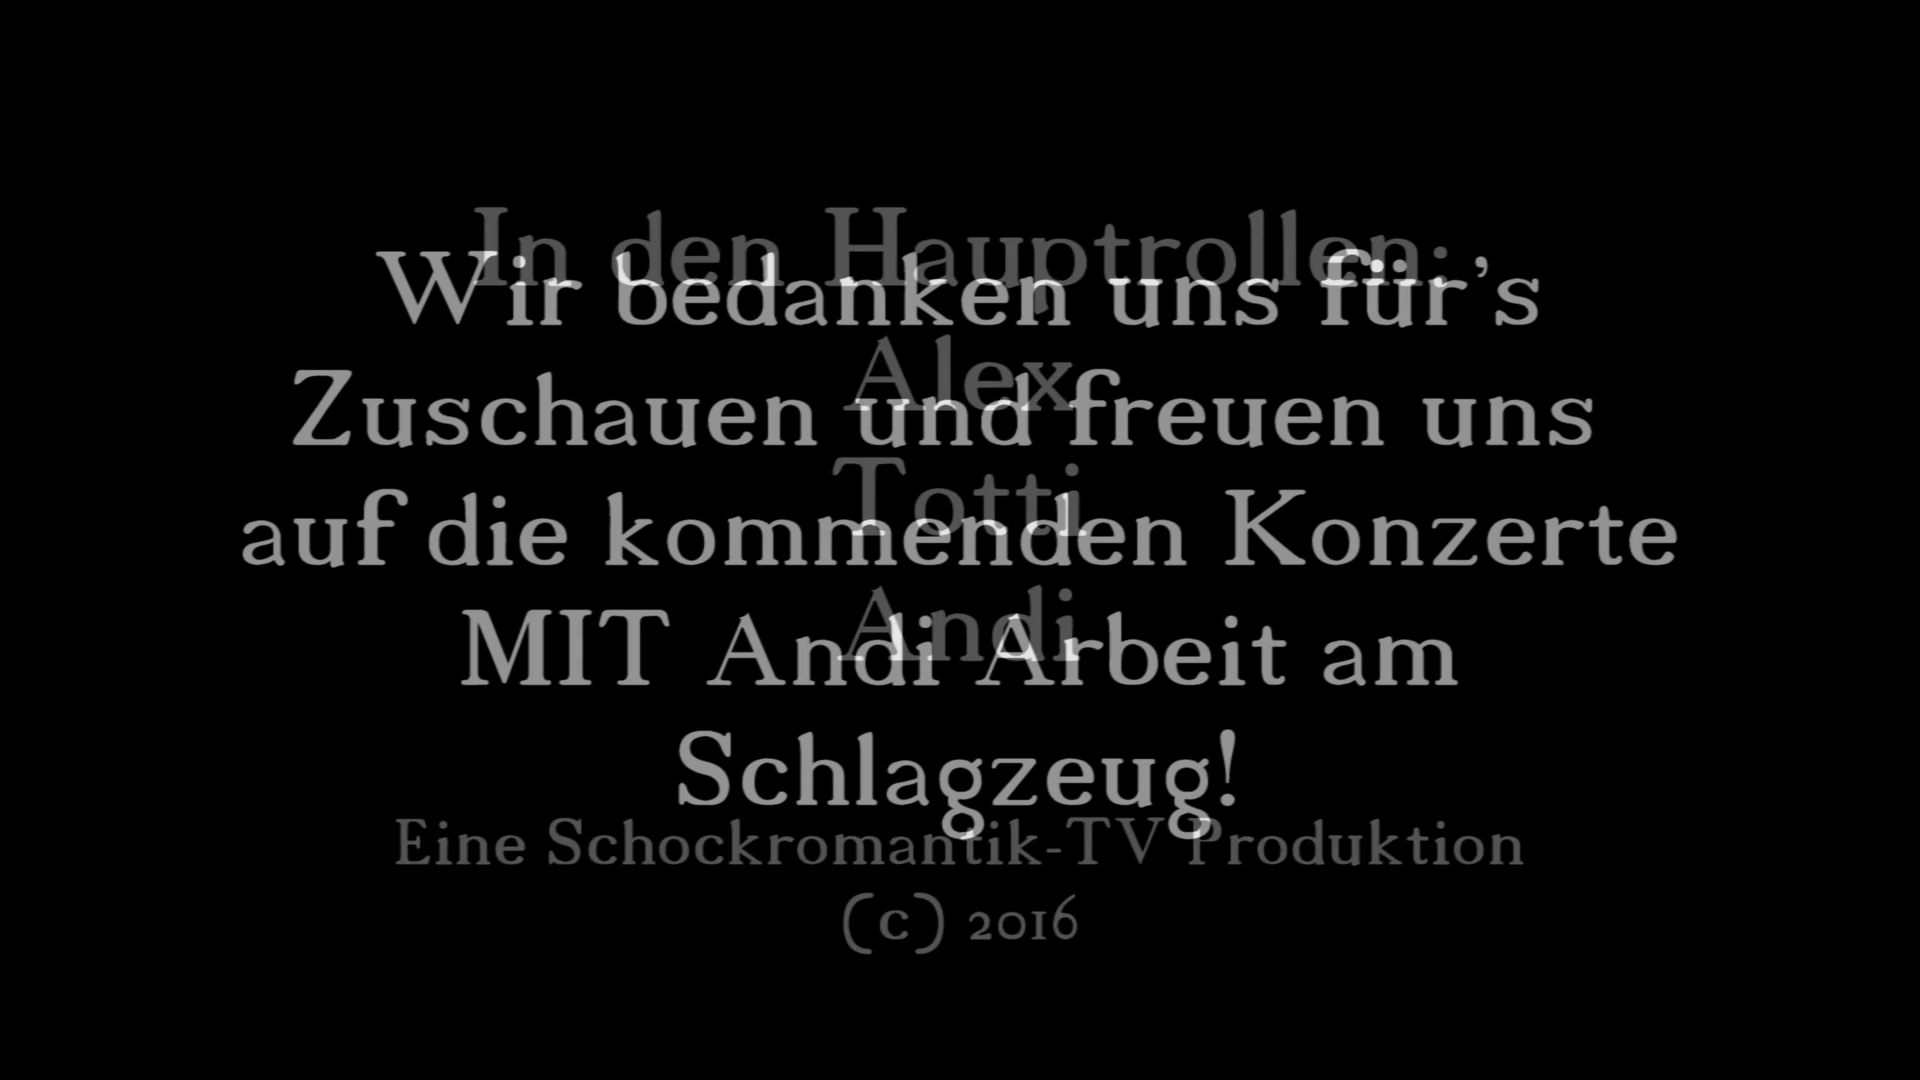 In den Hauptrollen:
Wir bedanken uns für's
Alex
Zuschauen und freuen uns
Totti
auf die kommenden Konzerte
Andi
MIT Andi Arbeit am
Schlagzeug!
Eine Schockromantik-TV Produktion
(c) 2016